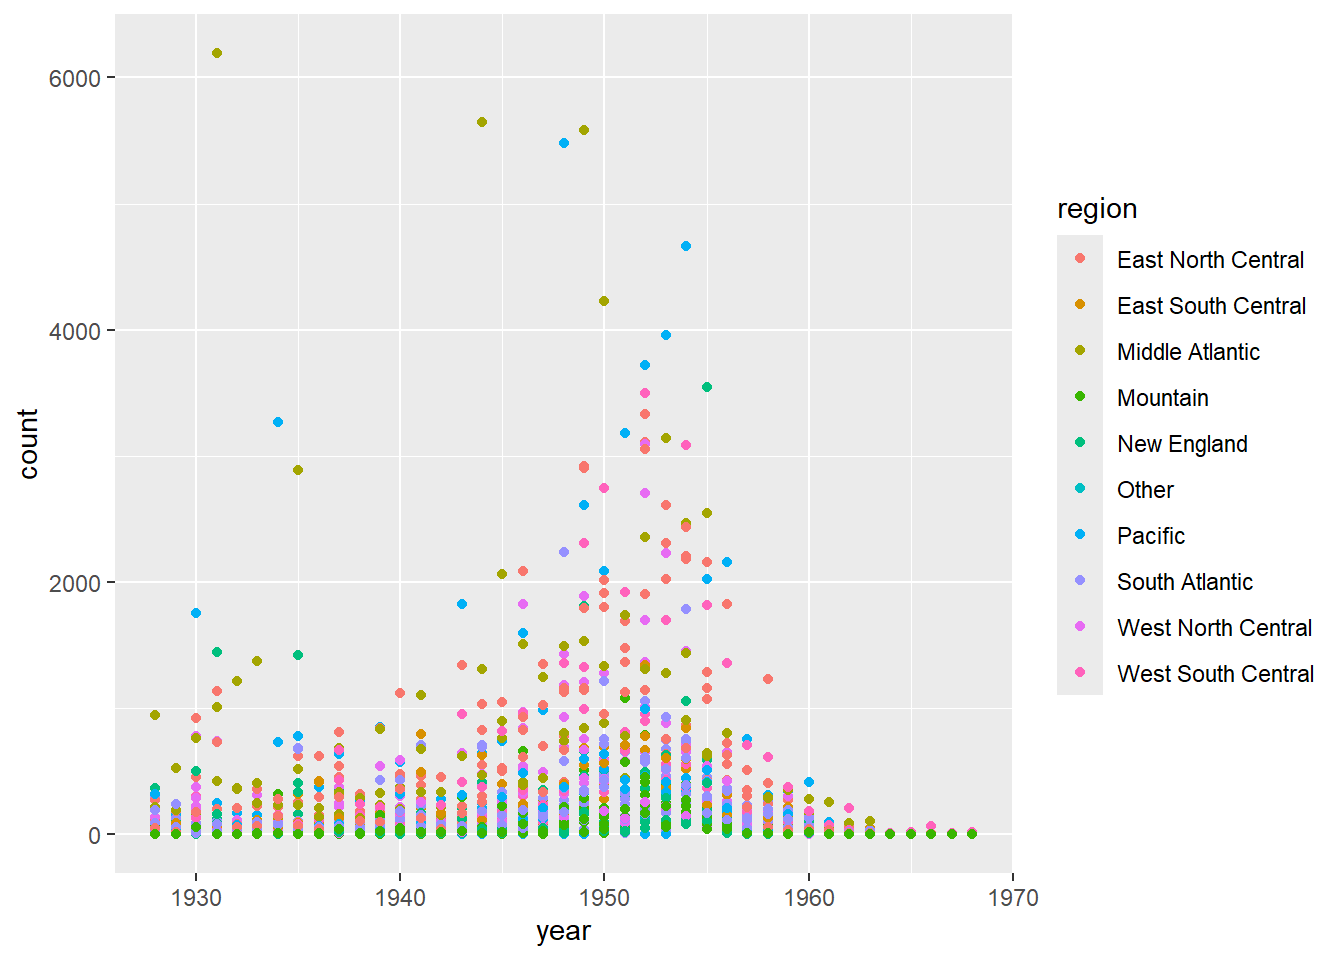 6000
4000
2000
0
count
1930
1940
1950
1960
1970
year
region
East North Central
East South Central
Middle Atlantic
Mountain
New England
Other
Pacific
South Atlantic
West North Central
West South Central